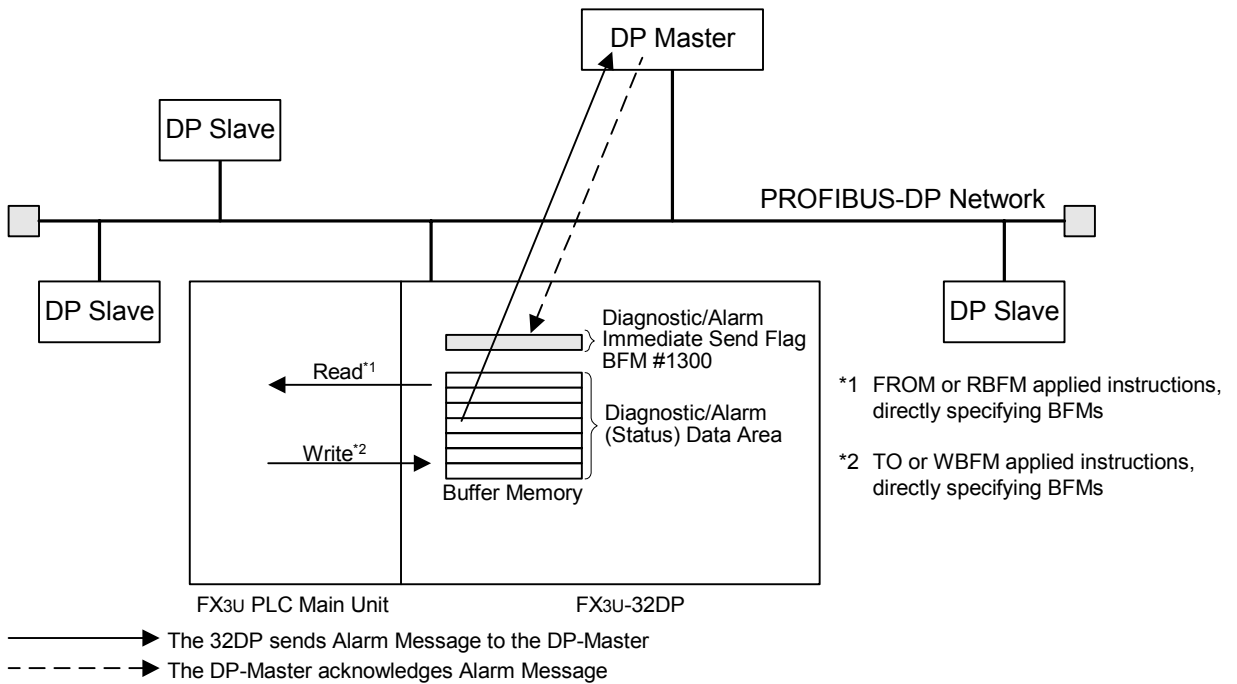 DP Master
DP Slave
PROFIBUS-DP Network
DP Slave
DP Slave
Diagnostic/Alarm
Immediate Send Flag
BFM #1300
Read*1
Diagnostic/Alarm
(Status) Data Area
Write*2
Buffer Memory
*1 FROM or RBFM applied instructions,
directly specifying BFMs
*2 TO or WBFM applied instructions,
directly specifying BFMs
FX3U PLC Main Unit
FX3U-32DP
The 32DP sends Alarm Message to the DP-Master
The DP-Master acknowledges Alarm Message